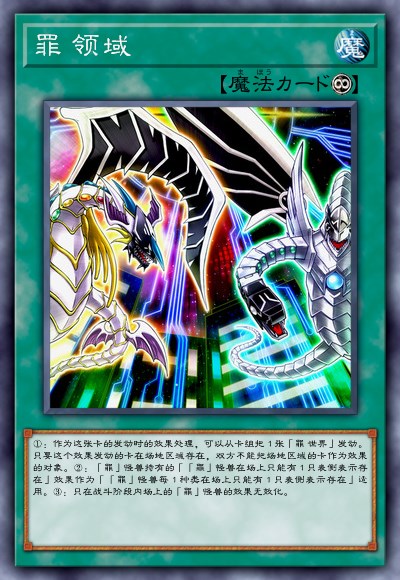 罪 领域
魔
【魔法カード】
まほう
①：作为这张卡的发动时的效果处理，可以从卡组把1张「罪 世界」发动。
只要这个效果发动的卡在场地区域存在，双方不能把场地区域的卡作为效果
的对象。②：「罪」怪兽持有的「『罪』怪兽在场上只能有1只表侧表示存
在」效果作为「『罪』怪兽每1种类在场上只能有1只表侧表示存在」适
用。③：只在战斗阶段内场上的「罪」怪兽的效果无效化。